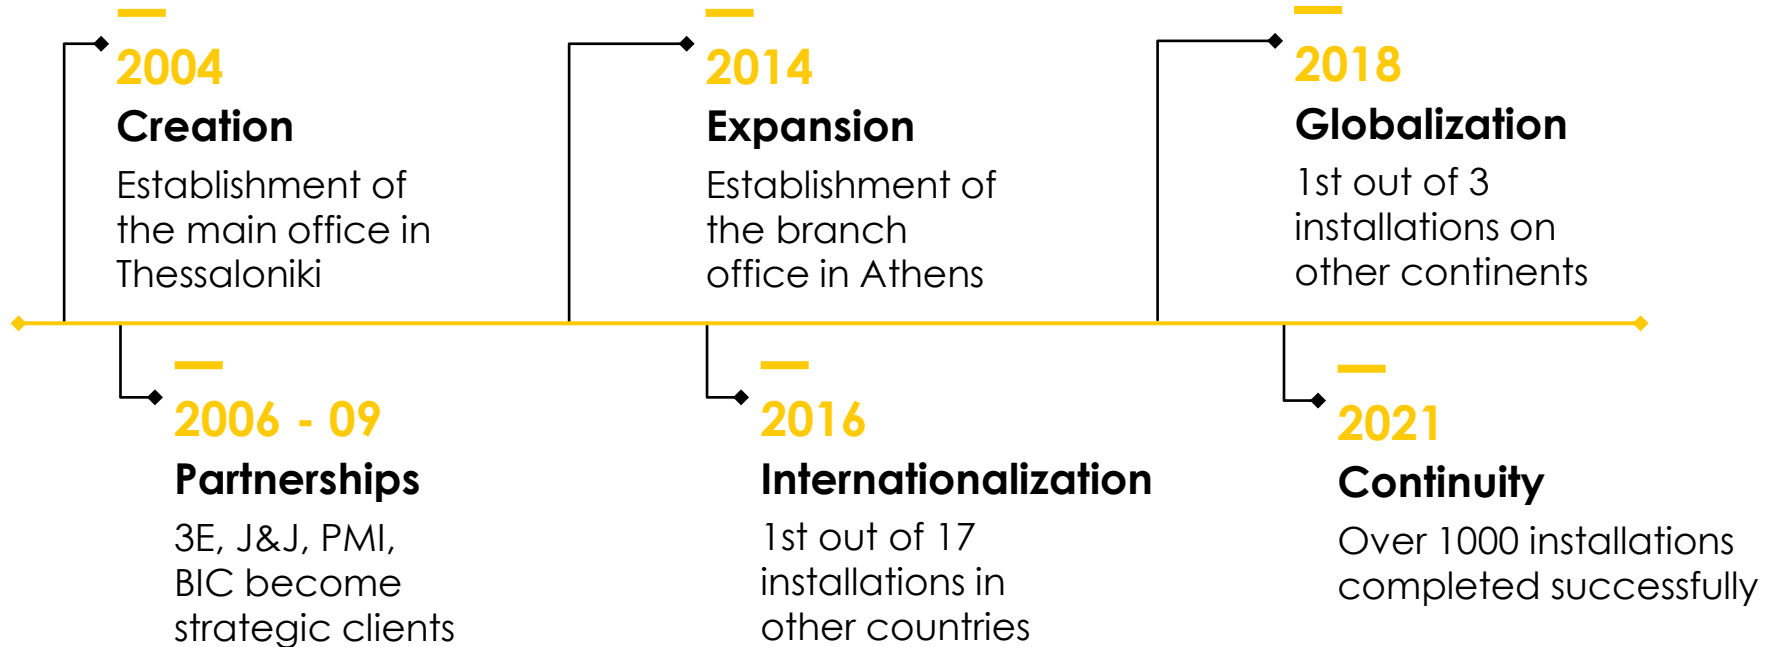 2004
Creation
Establishment of
the main office in
Thessaloniki
2006 - 09
Partnerships
3E, J&J, PMI,
BIC become
strategic clients
2014
Expansion
Establishment of
the branch
office in Athens
2016
Internationalization
1st out of 17
installations in
other countries
2018
Globalization
1st out of 3
installations on
other continents
2021
Continuity
Over 1000 installations
completed successfully